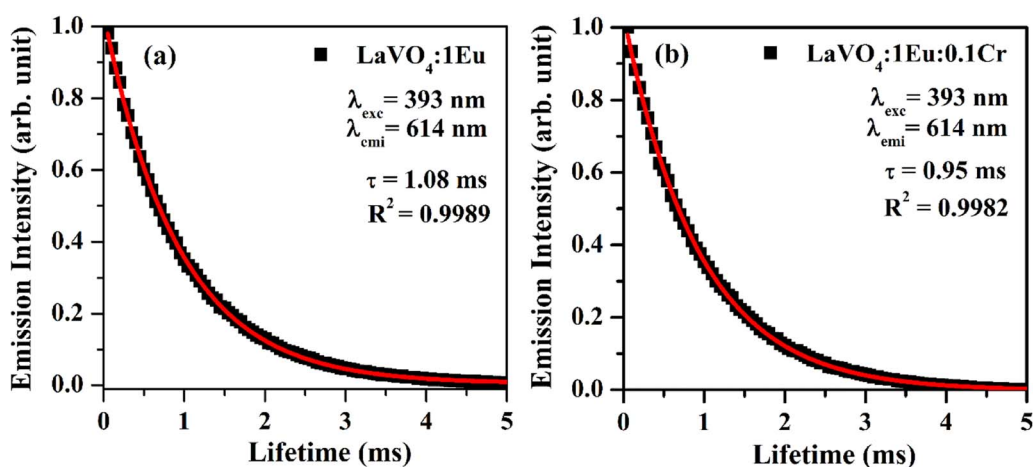 (a)
LaVO₄:1Eu
λexc= 393 nm
λemi= 614 nm
τ = 1.08 ms
R² = 0.9989
Emission Intensity (arb. unit)
1.0
0.8
0.6
0.4
0.2
0.0
0 1 2 3 4 5
Lifetime (ms)
(b)
LaVO₄:1Eu:0.1Cr
λexc= 393 nm
λemi= 614 nm
τ = 0.95 ms
R² = 0.9982
Emission Intensity (arb. unit)
1.0
0.8
0.6
0.4
0.2
0.0
0 1 2 3 4 5
Lifetime (ms)